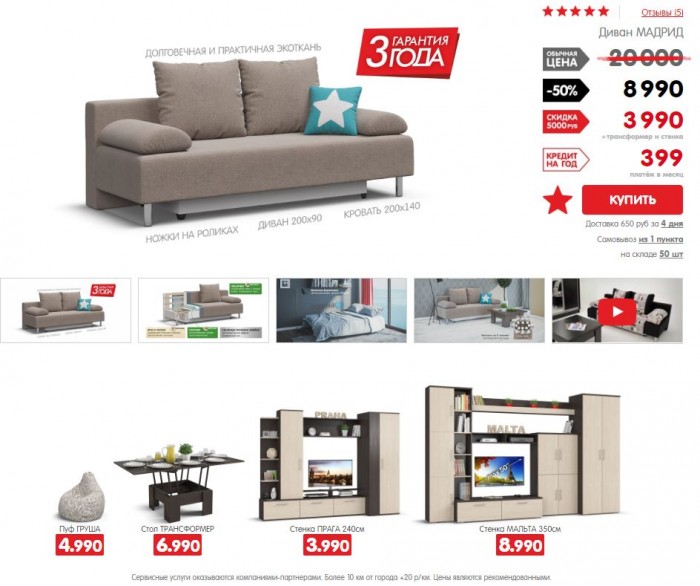 ★★★★★ Отзывы (5)
Диван МАДРИД
ДОЛГОВЕЧНАЯ И ПРАКТИЧНАЯ ЭКОТКАНЬ
3 ГАРАНТИЯ
ГОДА
ОБЫЧНАЯ ЦЕНА 20 000
-50% 8 990
СКИДКА 5000 РУБ 3 990
+трансформер и стенка
КРЕДИТ НА ГОД 399
платёж в месяц
КУПИТЬ
Доставка 650 руб за 4 дня
Самовывоз из 1 пункта
на складе 50 шт
НОЖКИ НА РОЛИКАХ
ДИВАН 200x90
КРОВАТЬ 200x140
3 ГАРАНТИЯ
ГОДА
PRAHA
MALTA
Пуф ГРУША
4.990
Стол ТРАНСФОРМЕР
6.990
Стенка ПРАГА 240см
3.990
Стенка МАЛЬТА 350см
8.990
Сервисные услуги оказываются компаниями-партнерами. Более 10 км от города +20 р/км. Цены являются рекомендованными.